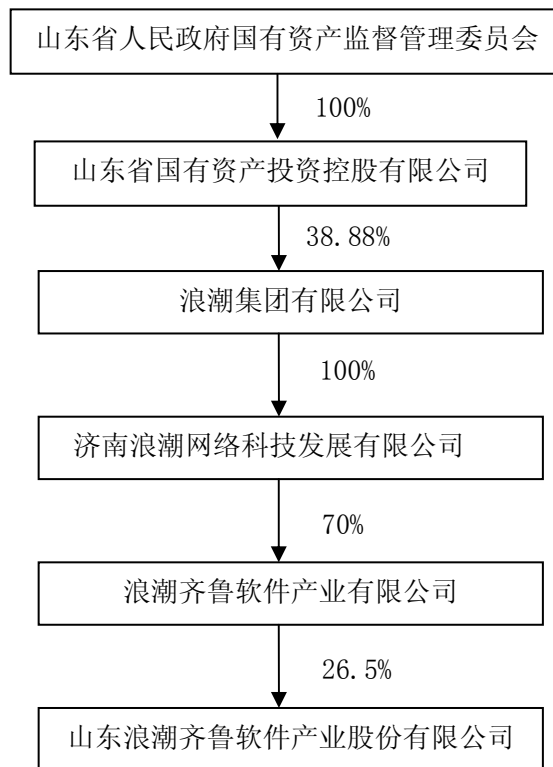 山东省人民政府国有资产监督管理委员会
100%
山东省国有资产投资控股有限公司
38.88%
浪潮集团有限公司
100%
济南浪潮网络科技发展有限公司
70%
浪潮齐鲁软件产业有限公司
26.5%
山东浪潮齐鲁软件产业股份有限公司